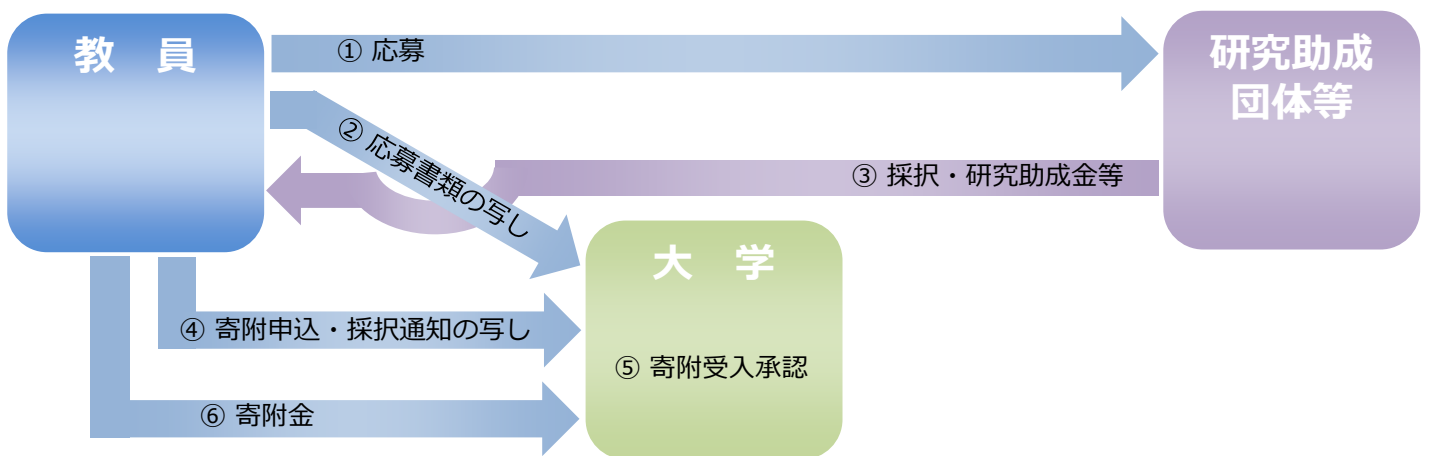 教　員
① 応募
研究助成
団体等
② 応募書類の写し
③ 採択・研究助成金等
大　学
④ 寄附申込・採択通知の写し
⑤ 寄附受入承認
⑥ 寄附金